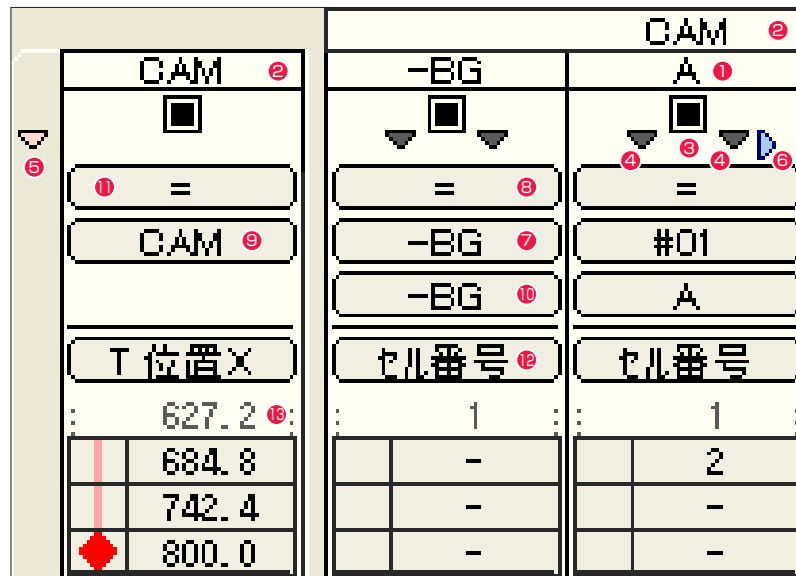 CAM ❷
CAM ❷ -BG A ❶
❺ ❹ ❸ ❹ ❻
⓫ = = ❽ =
CAM ❾ -BG ❼ #01
-BG ❿ A
T 位置X セル番号 ⓬ セル番号
: 627.2 ⓭ : : 1 : : 1 :
684.8 - 2
742.4 - -
800.0 - -